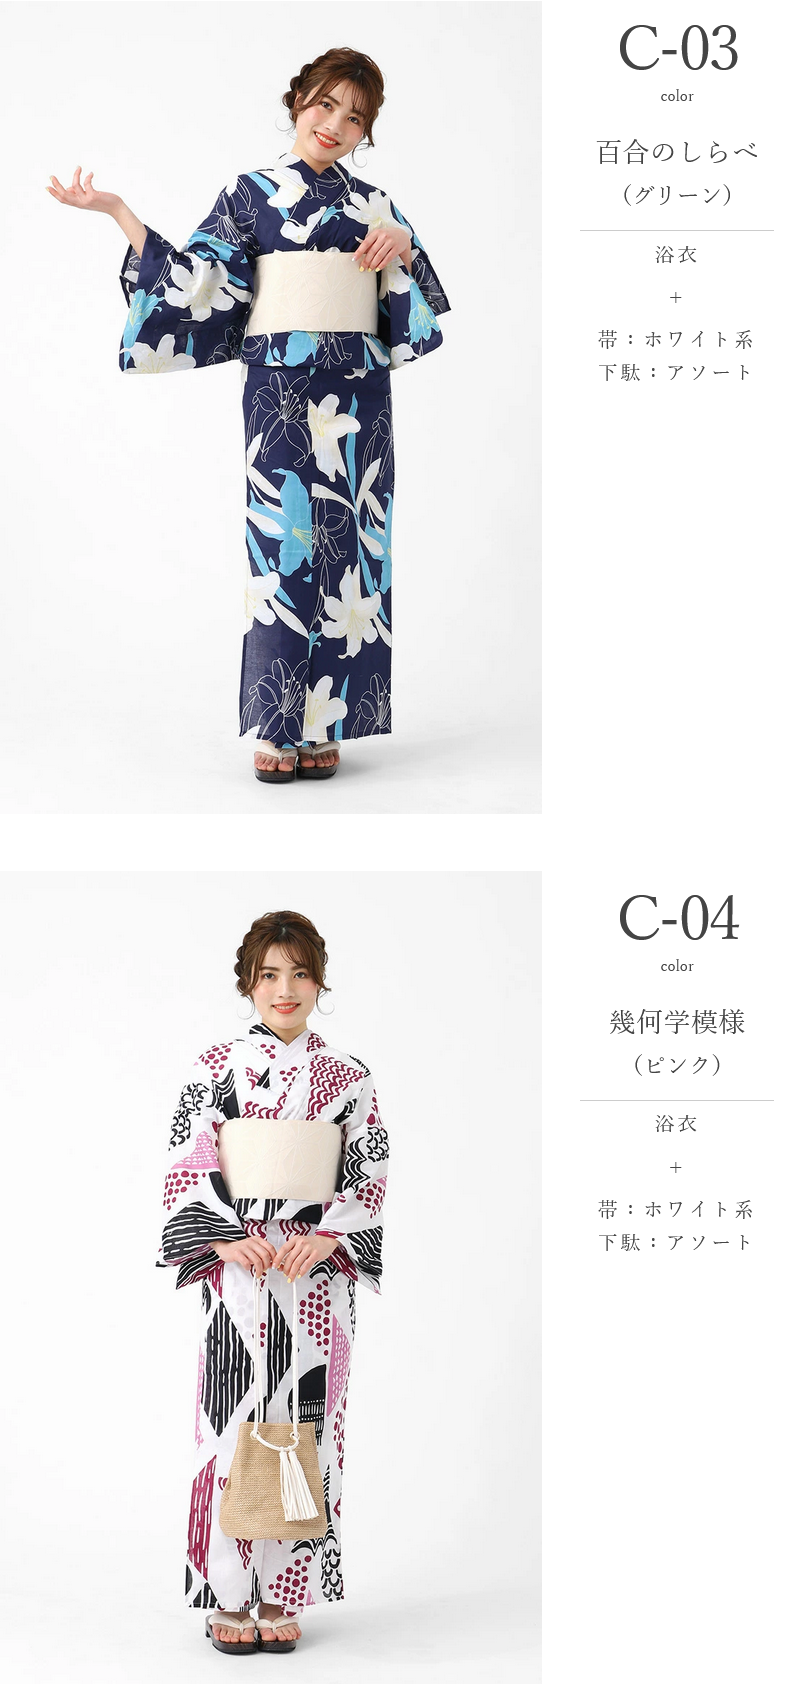 C-03
color
百合のしらべ
（グリーン）
浴衣
+
帯：ホワイト系
下駄：アソート
C-04
color
幾何学模様
（ピンク）
浴衣
+
帯：ホワイト系
下駄：アソート